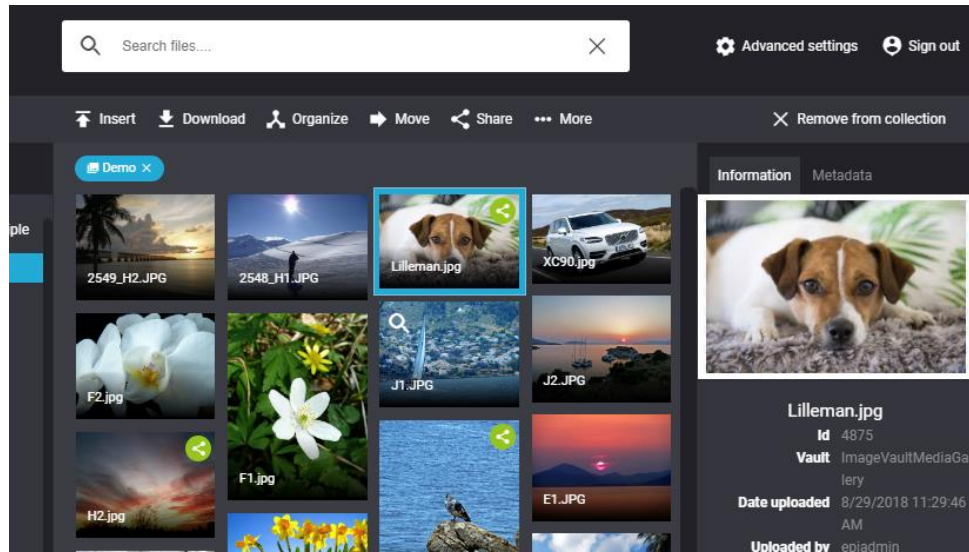 Search files....
Advanced settings
Sign out
Insert
Download
Organize
Move
Share
More
Remove from collection
Demo
Information
Metadata
ple
2549_H2.JPG
2548_H1.JPG
Lilleman.jpg
XC90.jpg
F2.jpg
F1.jpg
J1.JPG
J2.JPG
H2.jpg
E1.JPG
Lilleman.jpg
Id 4875
Vault ImageVaultMediaGa
lery
Date uploaded 8/29/2018 11:29:46
AM
Uploaded by epiadmin